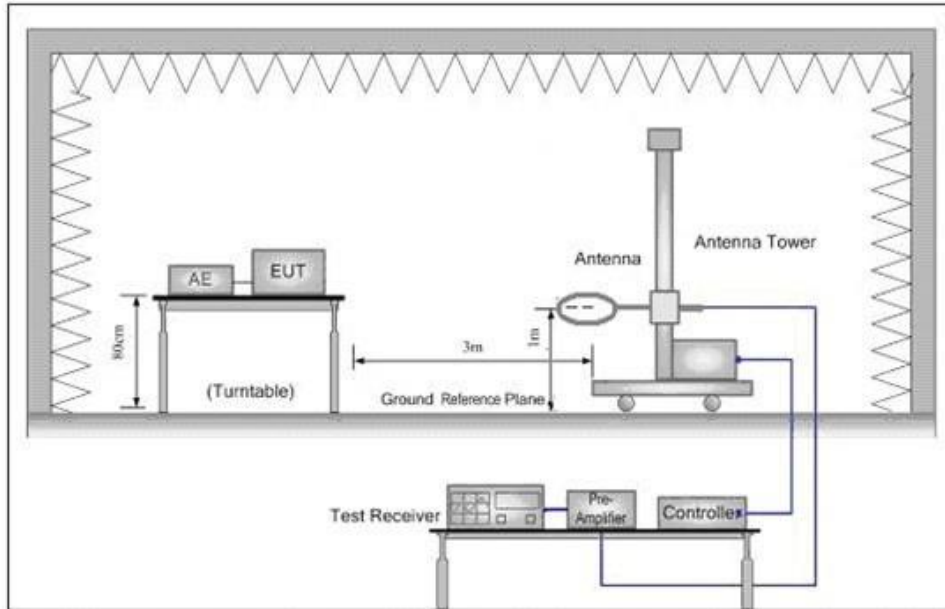 Antenna Tower
Antenna
AE
EUT
80cm
1m
3m
(Turntable)
Ground Reference Plane
Test Receiver
Pre-
Amplifier
Controller